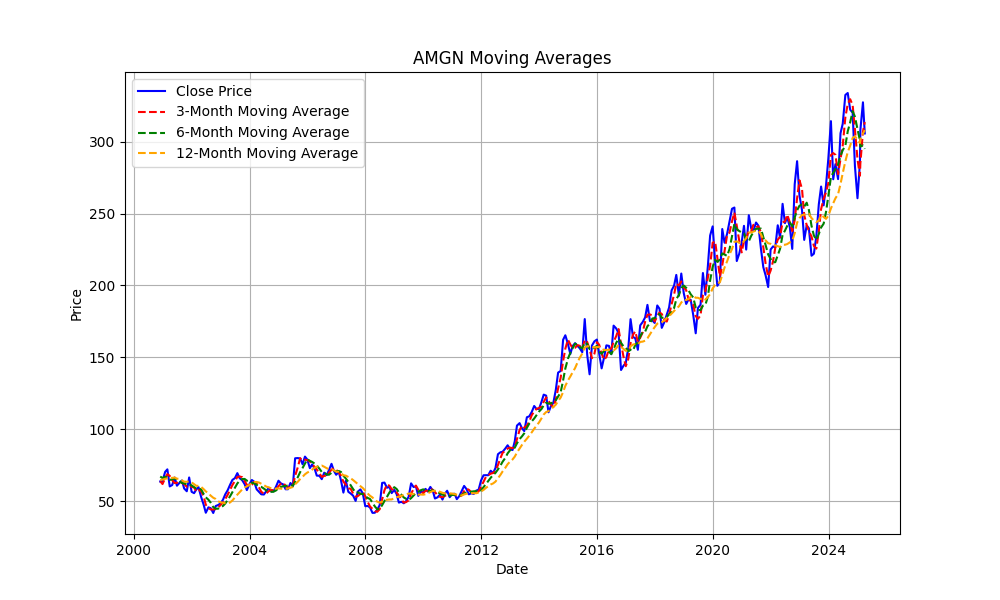 AMGN Moving Averages
Close Price
3-Month Moving Average
6-Month Moving Average
12-Month Moving Average
300
250
200
150
100
50
Price
2000 2004 2008 2012 2016 2020 2024
Date